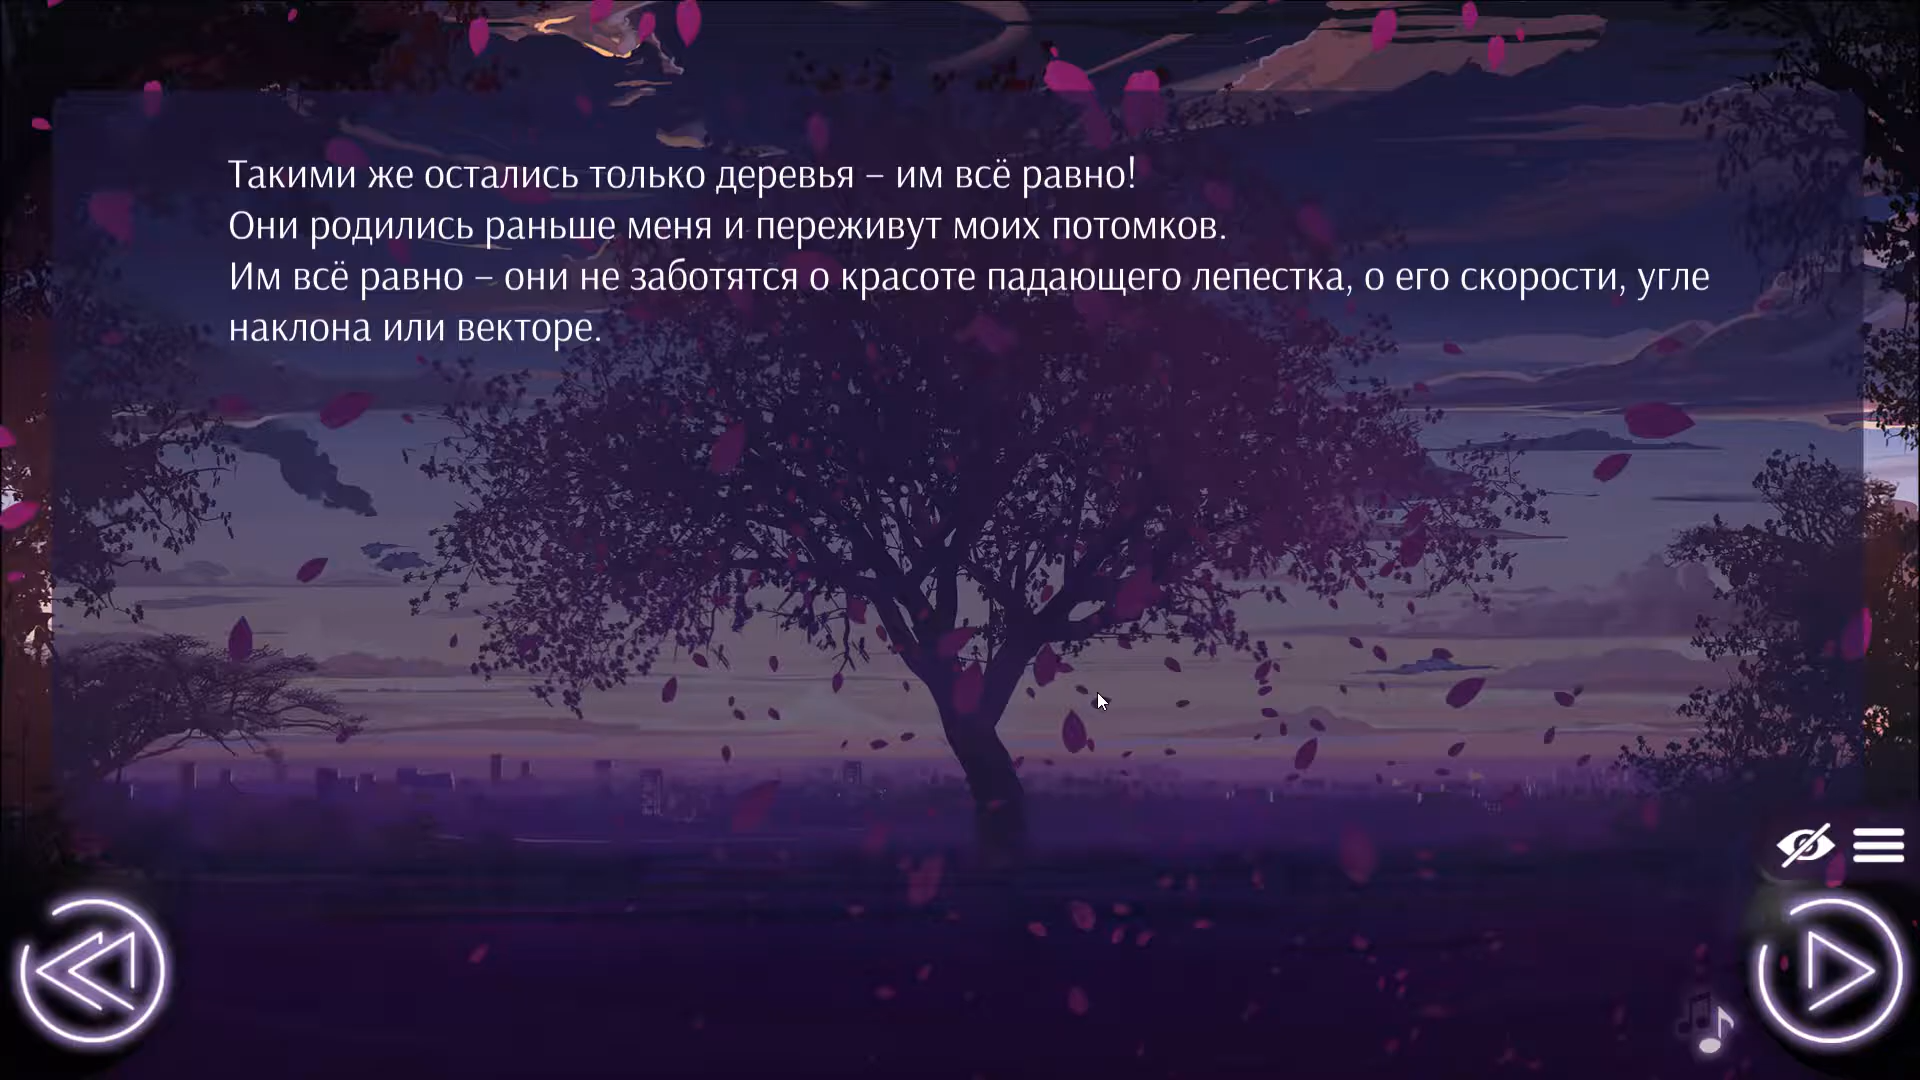 Такими же остались только деревья – им всё равно!
Они родились раньше меня и переживут моих потомков.
Им всё равно – они не заботятся о красоте падающего лепестка, о его скорости, угле
наклона или векторе.